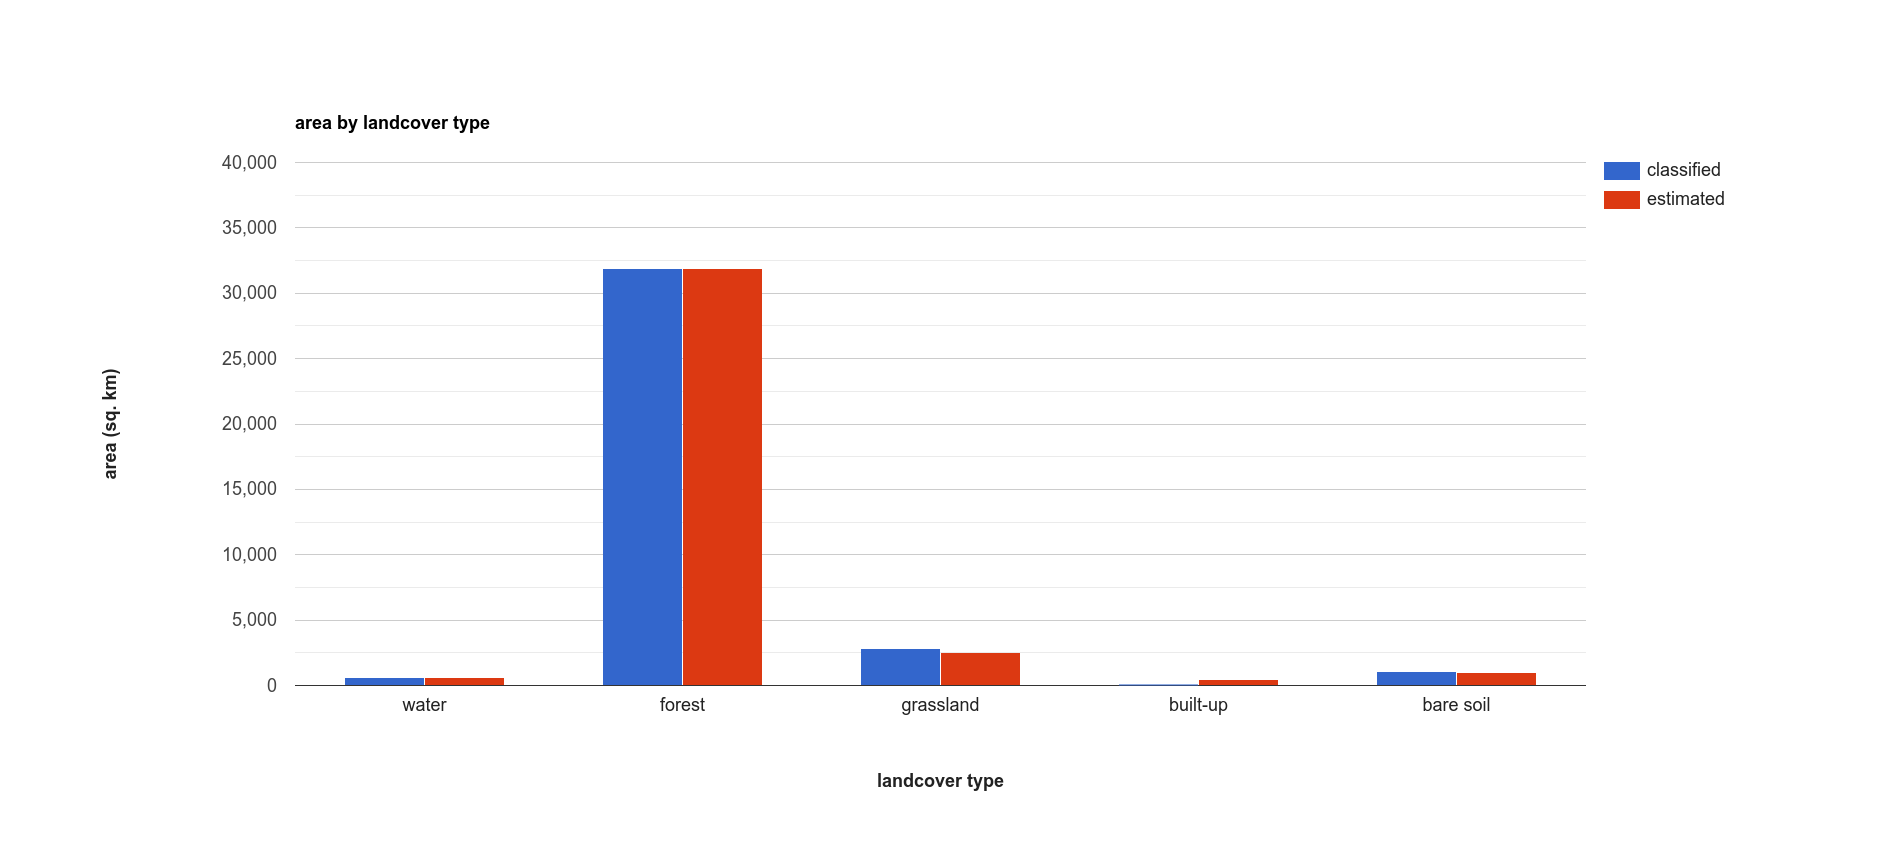 area by landcover type
40,000
35,000
30,000
25,000
20,000
15,000
10,000
5,000
0
area (sq. km)
water
forest
grassland
built-up
bare soil
landcover type
classified
estimated